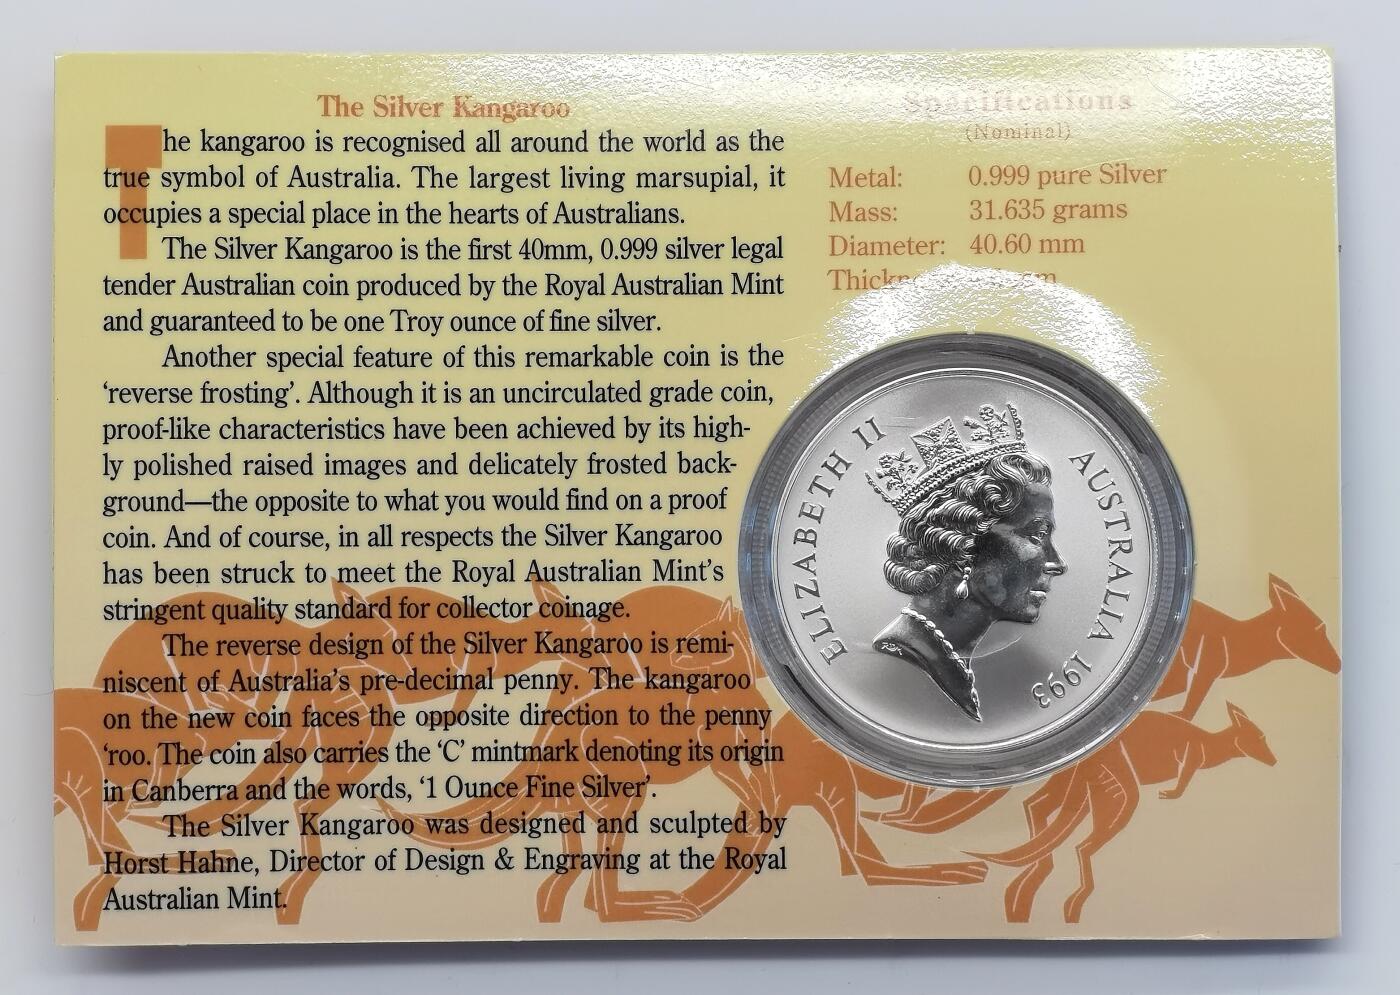 The Silver Kangaroo
The kangaroo is recognised all around the world as the
true symbol of Australia. The largest living marsupial, it
occupies a special place in the hearts of Australians.
The Silver Kangaroo is the first 40mm, 0.999 silver legal
tender Australian coin produced by the Royal Australian Mint
and guaranteed to be one Troy ounce of fine silver.
Another special feature of this remarkable coin is the
‘reverse frosting’. Although it is an uncirculated grade coin,
proof-like characteristics have been achieved by its high-
ly polished raised images and delicately frosted back-
ground—the opposite to what you would find on a proof
coin. And of course, in all respects the Silver Kangaroo
has been struck to meet the Royal Australian Mint’s
stringent quality standard for collector coinage.
The reverse design of the Silver Kangaroo is remi-
niscent of Australia’s pre-decimal penny. The kangaroo
on the new coin faces the opposite direction to the penny
‘roo. The coin also carries the ‘C’ mintmark denoting its origin
in Canberra and the words, ‘1 Ounce Fine Silver’.
The Silver Kangaroo was designed and sculpted by
Horst Hahne, Director of Design & Engraving at the Royal
Australian Mint.
Specifications
(Nominal)
Metal: 0.999 pure Silver
Mass: 31.635 grams
Diameter: 40.60 mm
ELIZABETH II
AUSTRALIA 1993
RDM